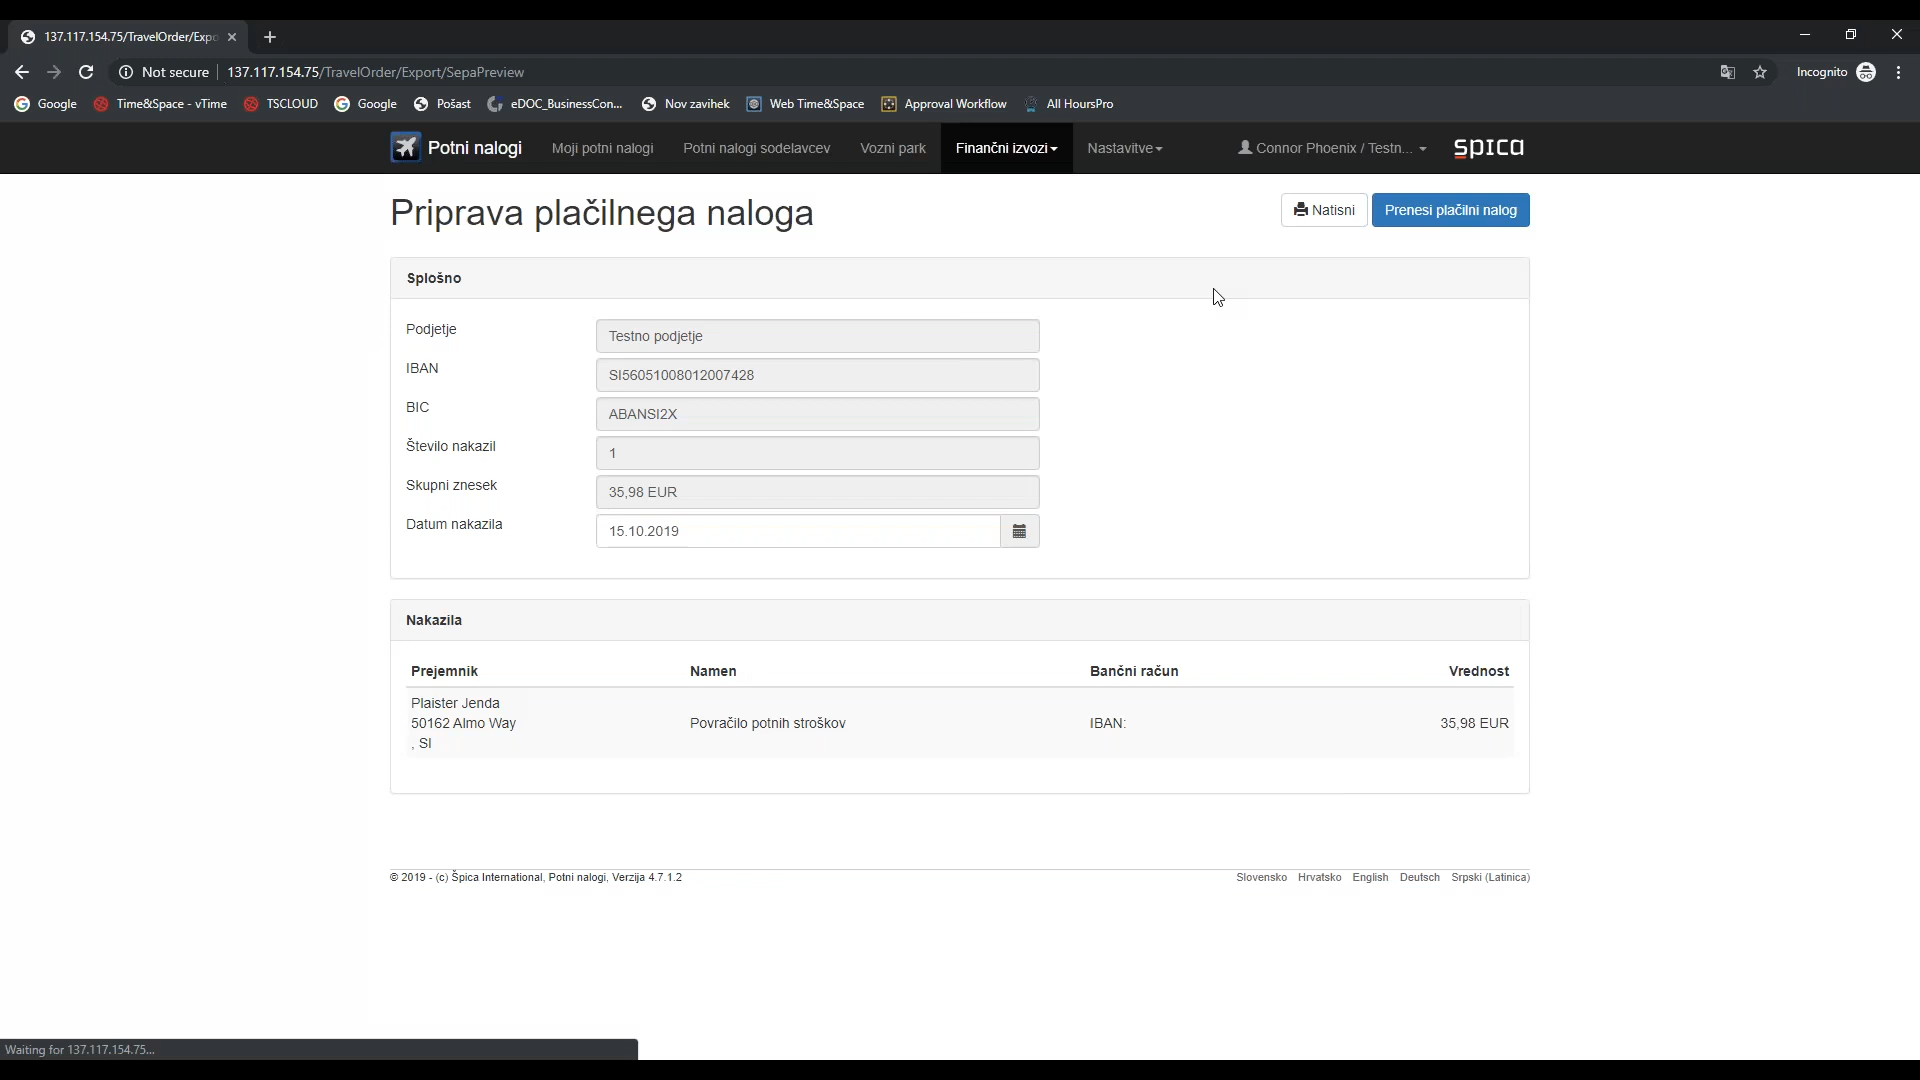 137.117.154.75/TravelOrder/Expo
Not secure 137.117.154.75/TravelOrder/Export/SepaPreview Incognito
Google Time&Space - vTime TSCLOUD Google Pošast eDOC_BusinessCon... Nov zavihek Web Time&Space Approval Workflow All HoursPro
Potni nalogi Moji potni nalogi Potni nalogi sodelavcev Vozni park Finančni izvozi Nastavitve Connor Phoenix / Testn... spica
Priprava plačilnega naloga Natisni Prenesi plačilni nalog
Splošno
Podjetje Testno podjetje
IBAN SI56051008012007428
BIC ABANSI2X
Število nakazil 1
Skupni znesek 35,98 EUR
Datum nakazila 15.10.2019
Nakazila
Prejemnik Namen Bančni račun Vrednost
Plaister Jenda
50162 Almo Way Povračilo potnih stroškov IBAN: 35,98 EUR
, SI
© 2019 - (c) Špica International, Potni nalogi, Verzija 4.7.1.2 Slovensko Hrvatsko English Deutsch Srpski (Latinica)
Waiting for 137.117.154.75...